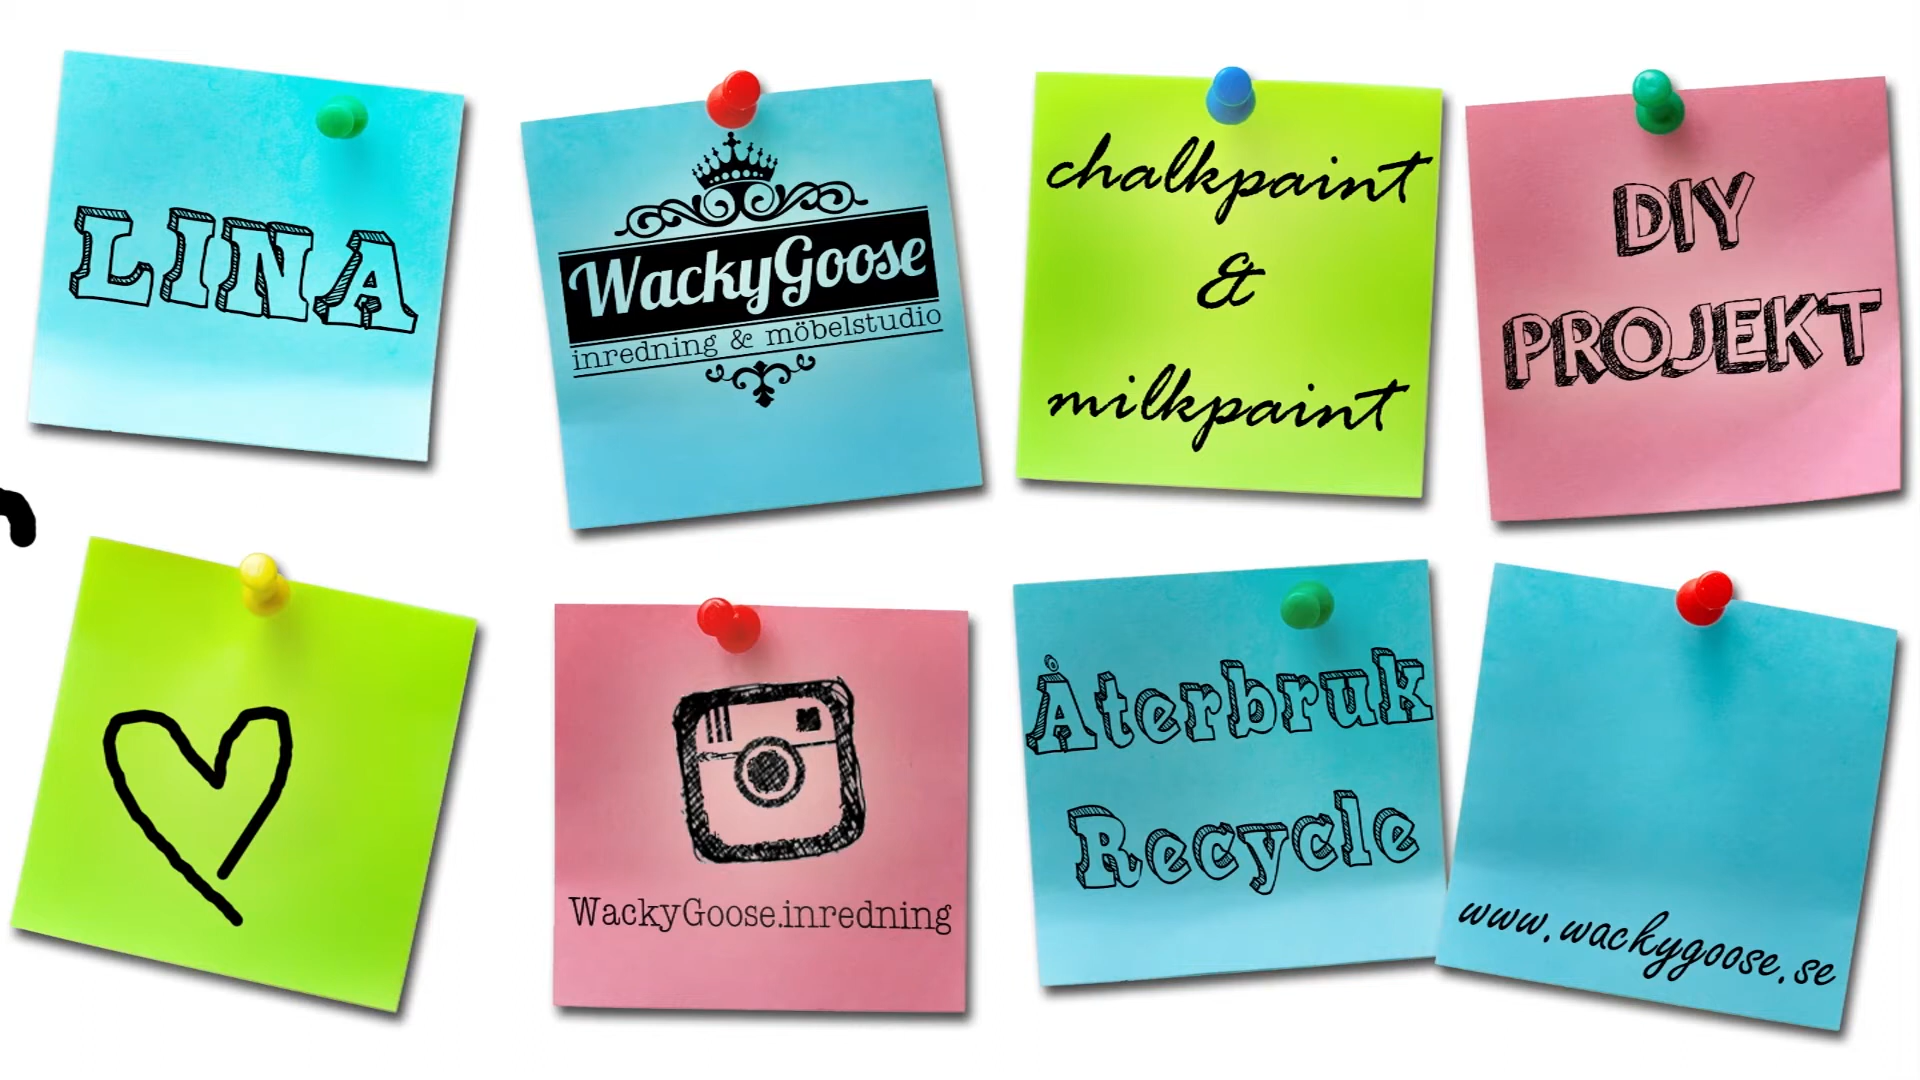 LINA
WackyGoose
inredning & möbelstudio
chalkpaint
&
milkpaint
DIY
PROJEKT
WackyGoose.inredning
Återbruk
Recycle
www.wackygoose.se